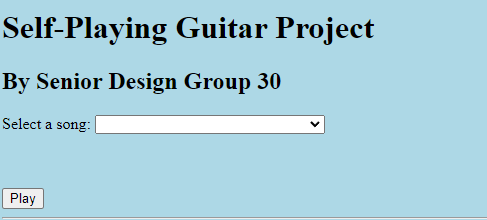 Self-Playing Guitar Project
By Senior Design Group 30
Select a song:
Play